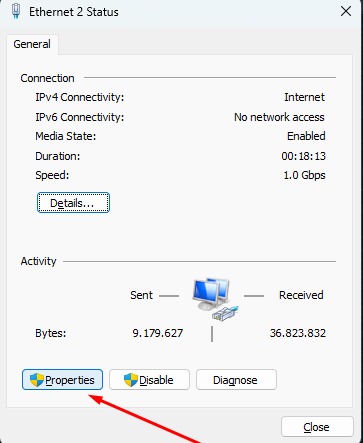 Ethernet 2 Status
General
Connection
IPv4 Connectivity: Internet
IPv6 Connectivity: No network access
Media State: Enabled
Duration: 00:18:13
Speed: 1.0 Gbps
Details...
Activity
Sent Received
Bytes: 9.179.627 36.823.832
Properties Disable Diagnose
Close